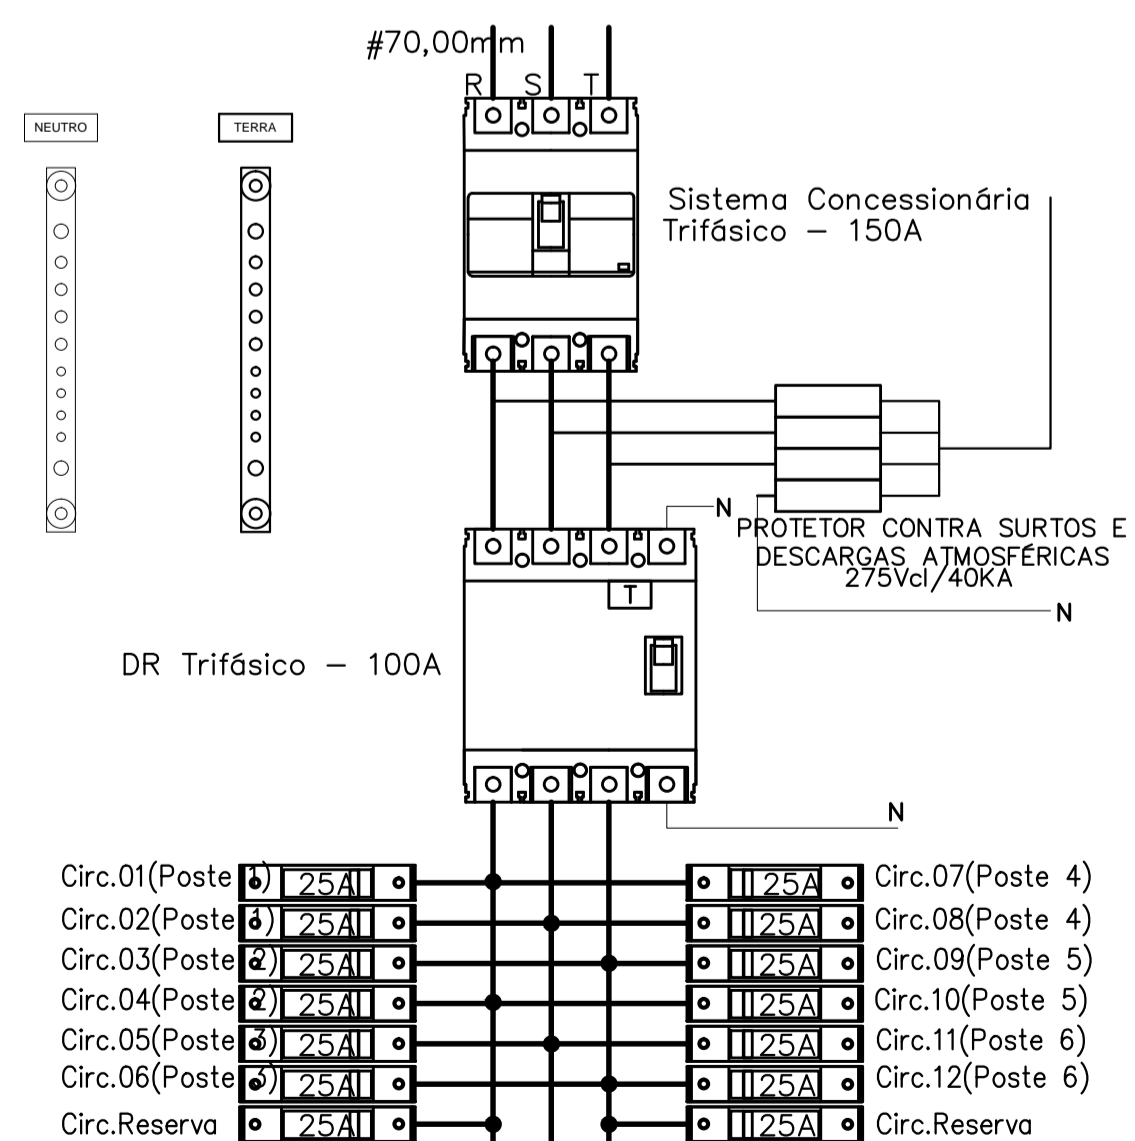 #70,00mm
R S T
NEUTRO
TERRA
Sistema Concessionária
Trifásico – 150A
N
PROTETOR CONTRA SURTOS E
DESCARGAS ATMOSFÉRICAS
275Vcl/40KA
N
T
DR Trifásico – 100A
N
Circ.01(Poste 1) 25A 25A Circ.07(Poste 4)
Circ.02(Poste 1) 25A 25A Circ.08(Poste 4)
Circ.03(Poste 2) 25A 25A Circ.09(Poste 5)
Circ.04(Poste 2) 25A 25A Circ.10(Poste 5)
Circ.05(Poste 3) 25A 25A Circ.11(Poste 6)
Circ.06(Poste 3) 25A 25A Circ.12(Poste 6)
Circ.Reserva 25A 25A Circ.Reserva